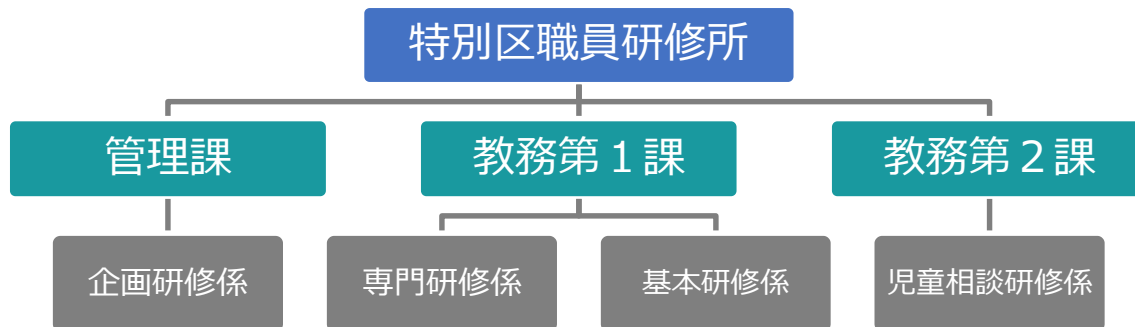 特別区職員研修所
管理課
教務第１課
教務第２課
企画研修係
専門研修係
基本研修係
児童相談研修係